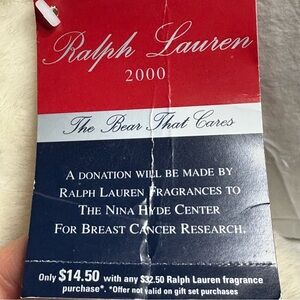 Ralph Lauren
2000
The Bear That Cares
A DONATION WILL BE MADE BY
RALPH LAUREN FRAGRANCES TO
THE NINA HYDE CENTER
FOR BREAST CANCER RESEARCH.
Only $14.50 with any $32.50 Ralph Lauren fragrance
purchase*. *Offer not valid on gift set purchases